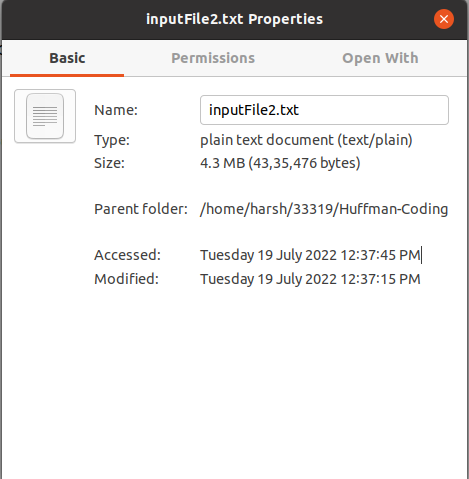 inputFile2.txt Properties
Basic Permissions Open With
Name: inputFile2.txt
Type: plain text document (text/plain)
Size: 4.3 MB (43,35,476 bytes)
Parent folder: /home/harsh/33319/Huffman-Coding
Accessed: Tuesday 19 July 2022 12:37:45 PM
Modified: Tuesday 19 July 2022 12:37:15 PM